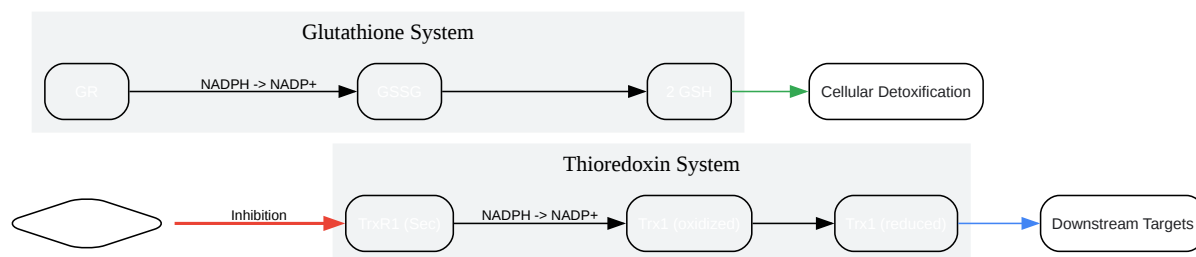 Glutathione System
GR
NADPH -> NADP+
GSSG
2 GSH
Cellular Detoxification
Thioredoxin System
Inhibition
TrxR1 (Sec)
NADPH -> NADP+
Trx1 (oxidized)
Trx1 (reduced)
Downstream Targets